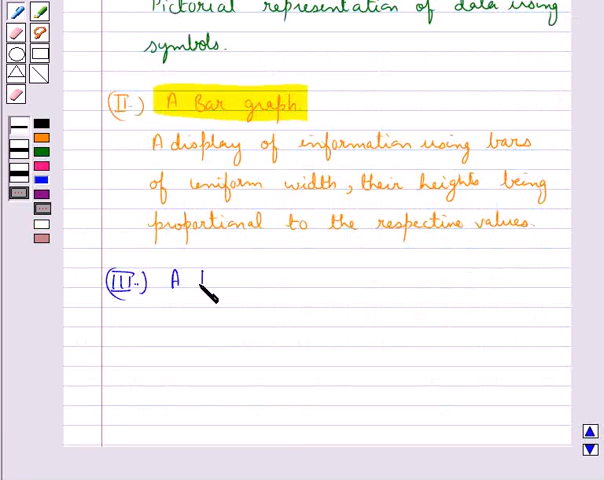 Pictorial representation of data using
symbols.
(II.) A Bar graph.
A display of information using bars
of uniform width, their heights being
proportional to the respective values.
(III.) A